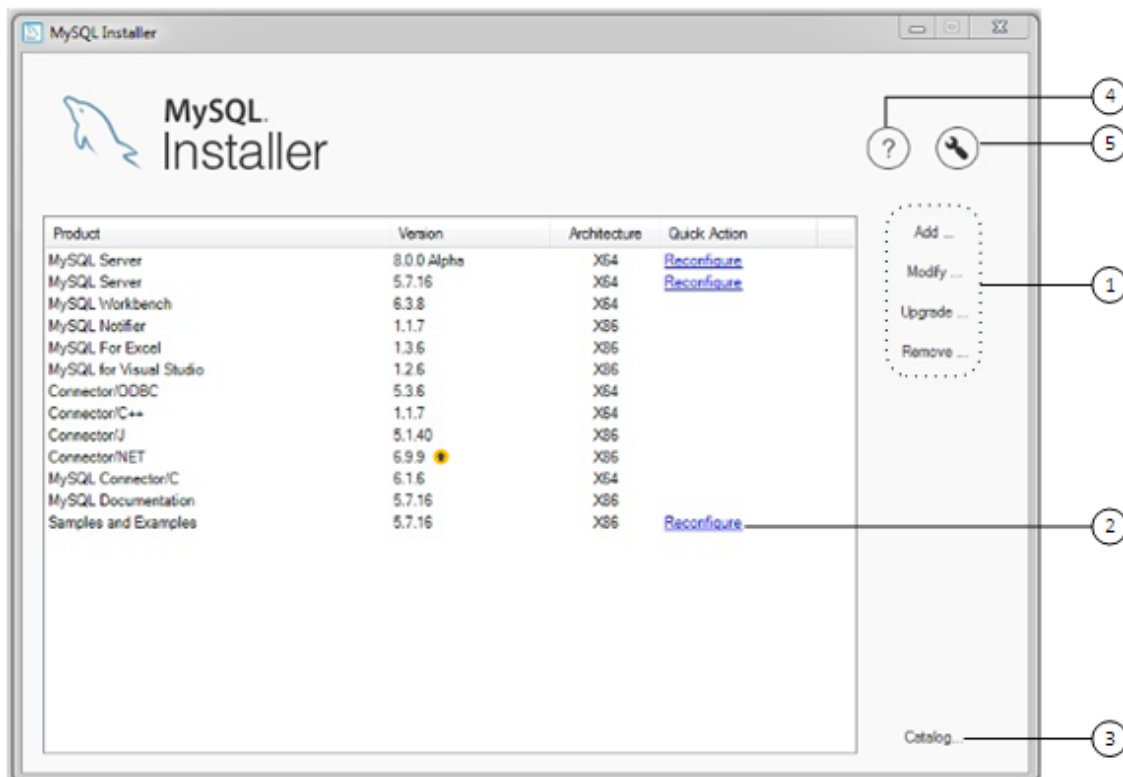 MySQL Installer
MySQL.
Installer
4
?
5
Product Version Architecture Quick Action
MySQL Server 8.0.0 Alpha X64 Reconfigure
MySQL Server 5.7.16 X64 Reconfigure
MySQL Workbench 6.3.8 X64
MySQL Notifier 1.1.7 X86
MySQL For Excel 1.3.6 X86
MySQL for Visual Studio 1.2.6 X86
Connector/ODBC 5.3.6 X64
Connector/C++ 1.1.7 X64
Connector/J 5.1.40 X86
Connector/NET 6.9.9 X86
MySQL Connector/C 6.1.6 X64
MySQL Documentation 5.7.16 X86
Samples and Examples 5.7.16 X86 Reconfigure
Add ...
Modify ...
Upgrade ...
Remove ...
1
2
Catalog...
3